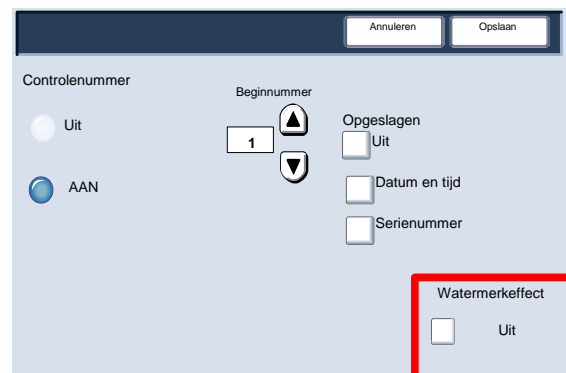 Annuleren
Opslaan
Controlenummer
Uit
AAN
Beginnummer
1
Opgeslagen
Uit
Datum en tijd
Serienummer
Watermerkeffect
Uit